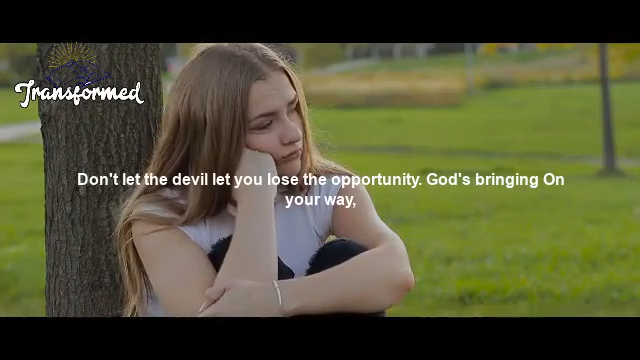 Transformed
Don't let the devil let you lose the opportunity. God's bringing On
your way,